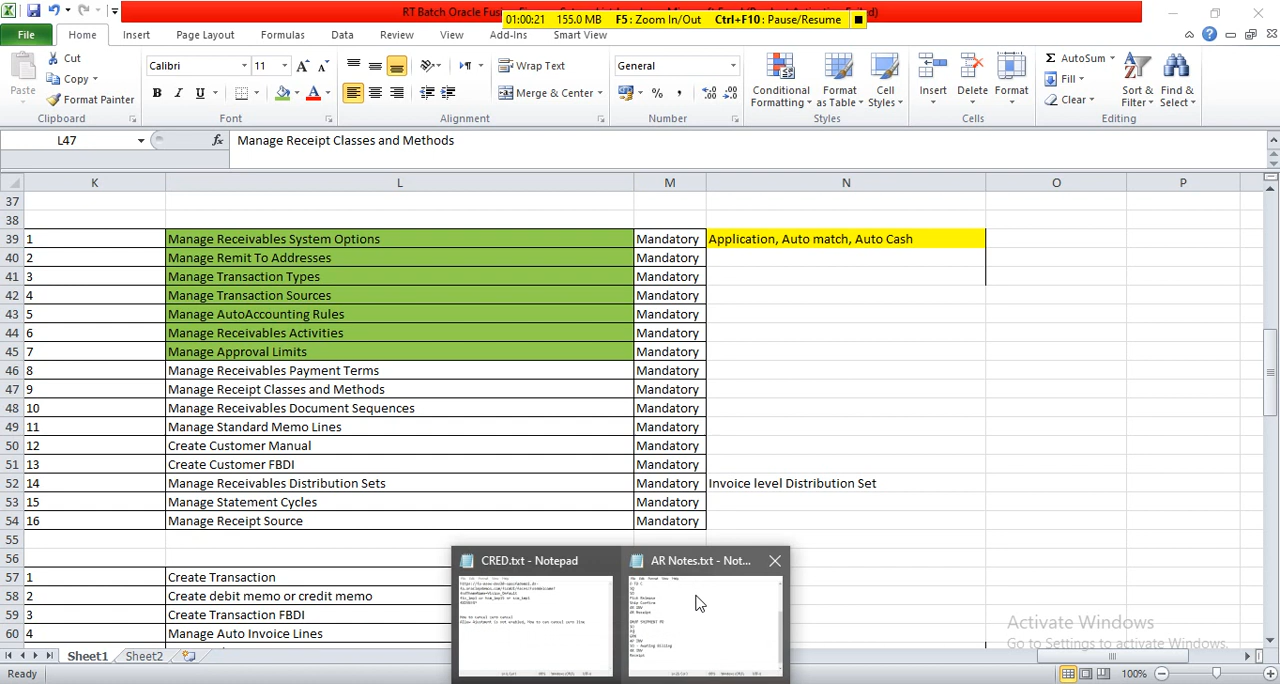 RT Batch Oracle Fus
01:00:21 155.0 MB F5: Zoom In/Out Ctrl+F10: Pause/Resume
File Home Insert Page Layout Formulas Data Review View Add-Ins Smart View
Paste
Cut
Copy
Format Painter
Clipboard
Calibri 11
B I U
Font
Wrap Text
Merge & Center
Alignment
General
Number
Conditional Formatting
Format as Table
Cell Styles
Styles
Insert Delete Format
Cells
AutoSum
Fill
Clear
Sort & Filter
Find & Select
Editing
L47 fx Manage Receipt Classes and Methods
K L M N O P
37
38
39 1 Manage Receivables System Options Mandatory Application, Auto match, Auto Cash
40 2 Manage Remit To Addresses Mandatory
41 3 Manage Transaction Types Mandatory
42 4 Manage Transaction Sources Mandatory
43 5 Manage AutoAccounting Rules Mandatory
44 6 Manage Receivables Activities Mandatory
45 7 Manage Approval Limits Mandatory
46 8 Manage Receivables Payment Terms Mandatory
47 9 Manage Receipt Classes and Methods Mandatory
48 10 Manage Receivables Document Sequences Mandatory
49 11 Manage Standard Memo Lines Mandatory
50 12 Create Customer Manual Mandatory
51 13 Create Customer FBDI Mandatory
52 14 Manage Receivables Distribution Sets Mandatory Invoice level Distribution Set
53 15 Manage Statement Cycles Mandatory
54 16 Manage Receipt Source Mandatory
55
56
57 1 Create Transaction
58 2 Create debit memo or credit memo
59 3 Create Transaction FBDI
60 4 Manage Auto Invoice Lines
CRED.txt - Notepad
AR Notes.txt - Not...
Activate Windows
Go to Settings to activate Windows.
Sheet1 Sheet2
Ready 100%